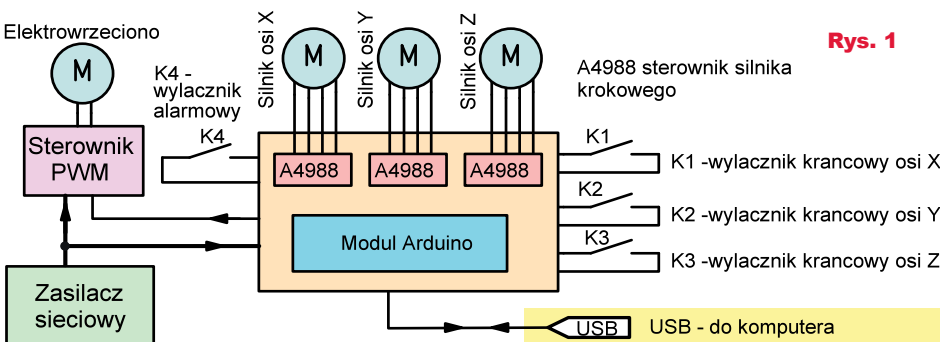 Elektrowrzeciono
M
Sterownik
PWM
Zasilacz
sieciowy
K4 -
wylacznik
alarmowy
K4
Silnik osi X
M
Silnik osi Y
M
Silnik osi Z
M
A4988
A4988
A4988
Modul Arduino
Rys. 1
A4988 sterownik silnika
krokowego
K1
K1 -wylacznik krancowy osi X
K2
K2 -wylacznik krancowy osi Y
K3
K3 -wylacznik krancowy osi Z
USB
USB - do komputera